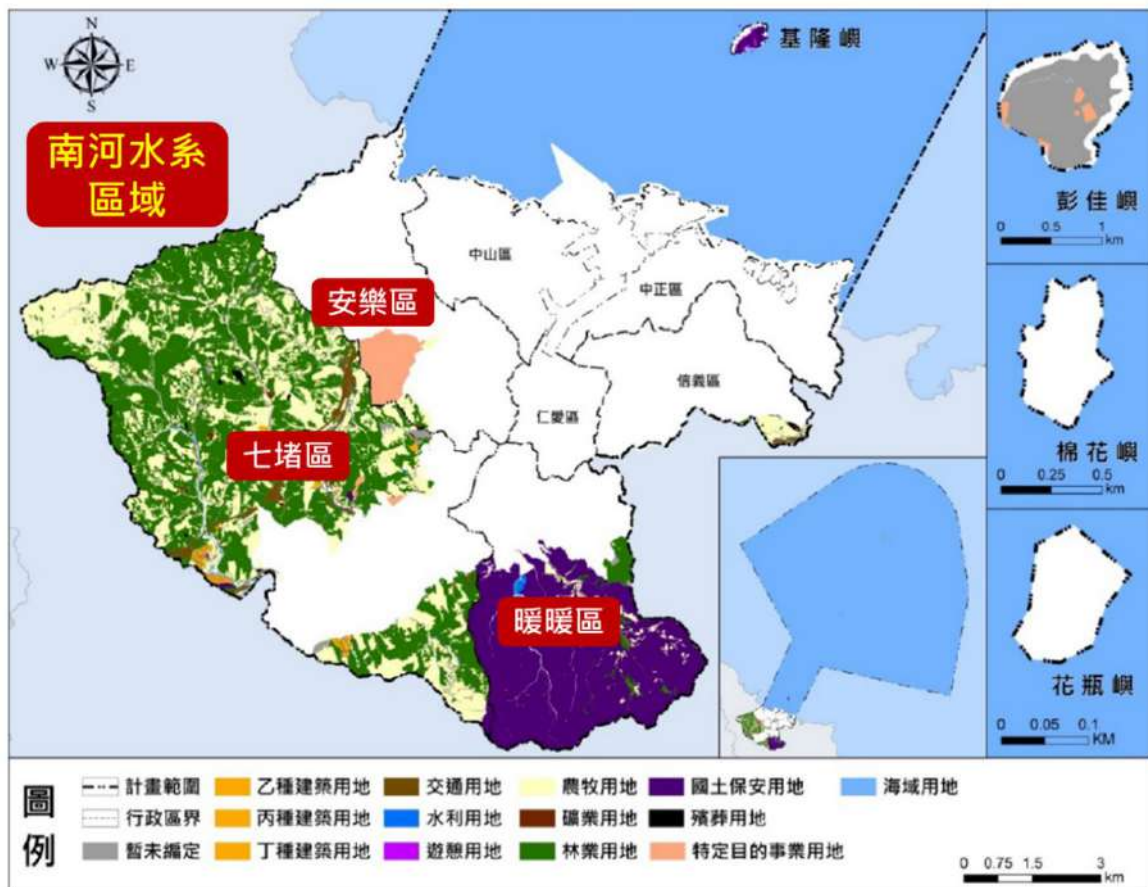 N
W
E
S
基隆嶼
南河水系
區域
彭佳嶼
0 0.5 1
km
中山區
安樂區
中正區
信義區
仁愛區
七堵區
棉花嶼
0 0.25 0.5
km
暖暖區
花瓶嶼
0 0.05 0.1
KM
圖例
計畫範圍 乙種建築用地 交通用地 農牧用地 國土保安用地 海域用地
行政區界 丙種建築用地 水利用地 礦業用地 殯葬用地
暫未編定 丁種建築用地 遊憩用地 林業用地 特定目的事業用地
0 0.75 1.5 3
km